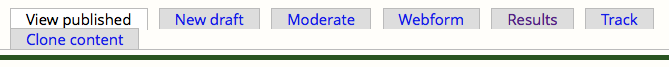 View published New draft Moderate Webform Results Track
Clone content